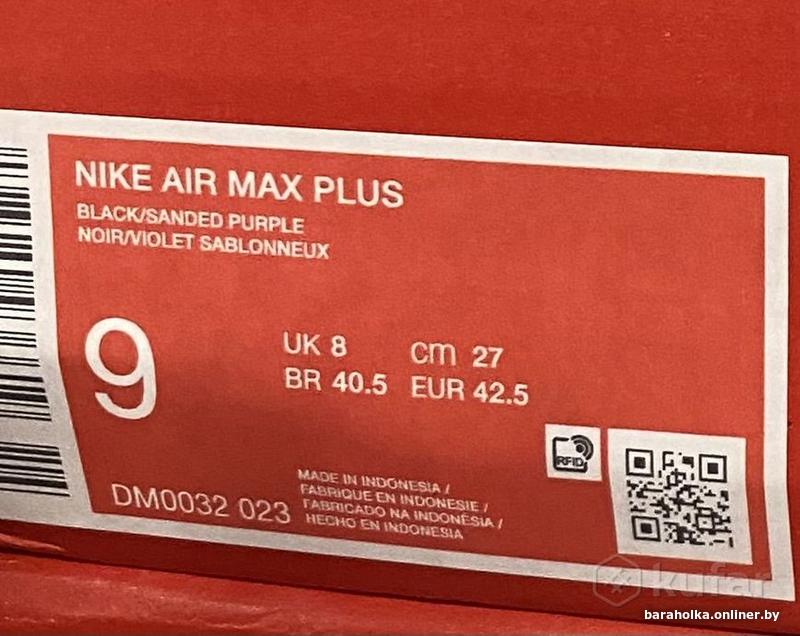 NIKE AIR MAX PLUS
BLACK/SANDED PURPLE
NOIR/VIOLET SABLONNEUX
9
UK 8 cm 27
BR 40.5 EUR 42.5
RFID
DM0032 023
MADE IN INDONESIA /
FABRIQUE EN INDONESIE /
FABRICADO NA INDONÉSIA /
HECHO EN INDONESIA
kufar
baraholka.onliner.by